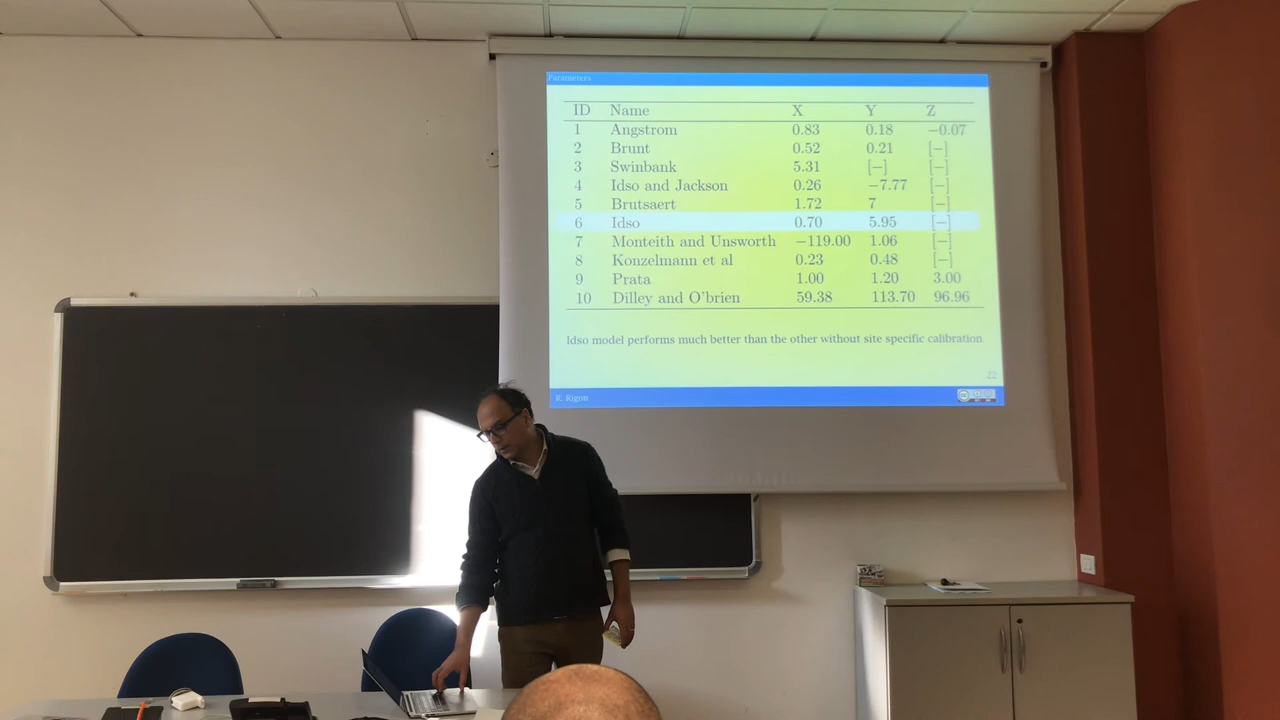 Parameters
ID Name X Y Z
1 Angstrom 0.83 0.18 −0.07
2 Brunt 0.52 0.21 [−]
3 Swinbank 5.31 [−] [−]
4 Idso and Jackson 0.26 −7.77 [−]
5 Brutsaert 1.72 7 [−]
6 Idso 0.70 5.95 [−]
7 Monteith and Unsworth −119.00 1.06 [−]
8 Konzelmann et al 0.23 0.48 [−]
9 Prata 1.00 1.20 3.00
10 Dilley and O'brien 59.38 113.70 96.96
Idso model performs much better than the other without site specific calibration
22
R. Rigon